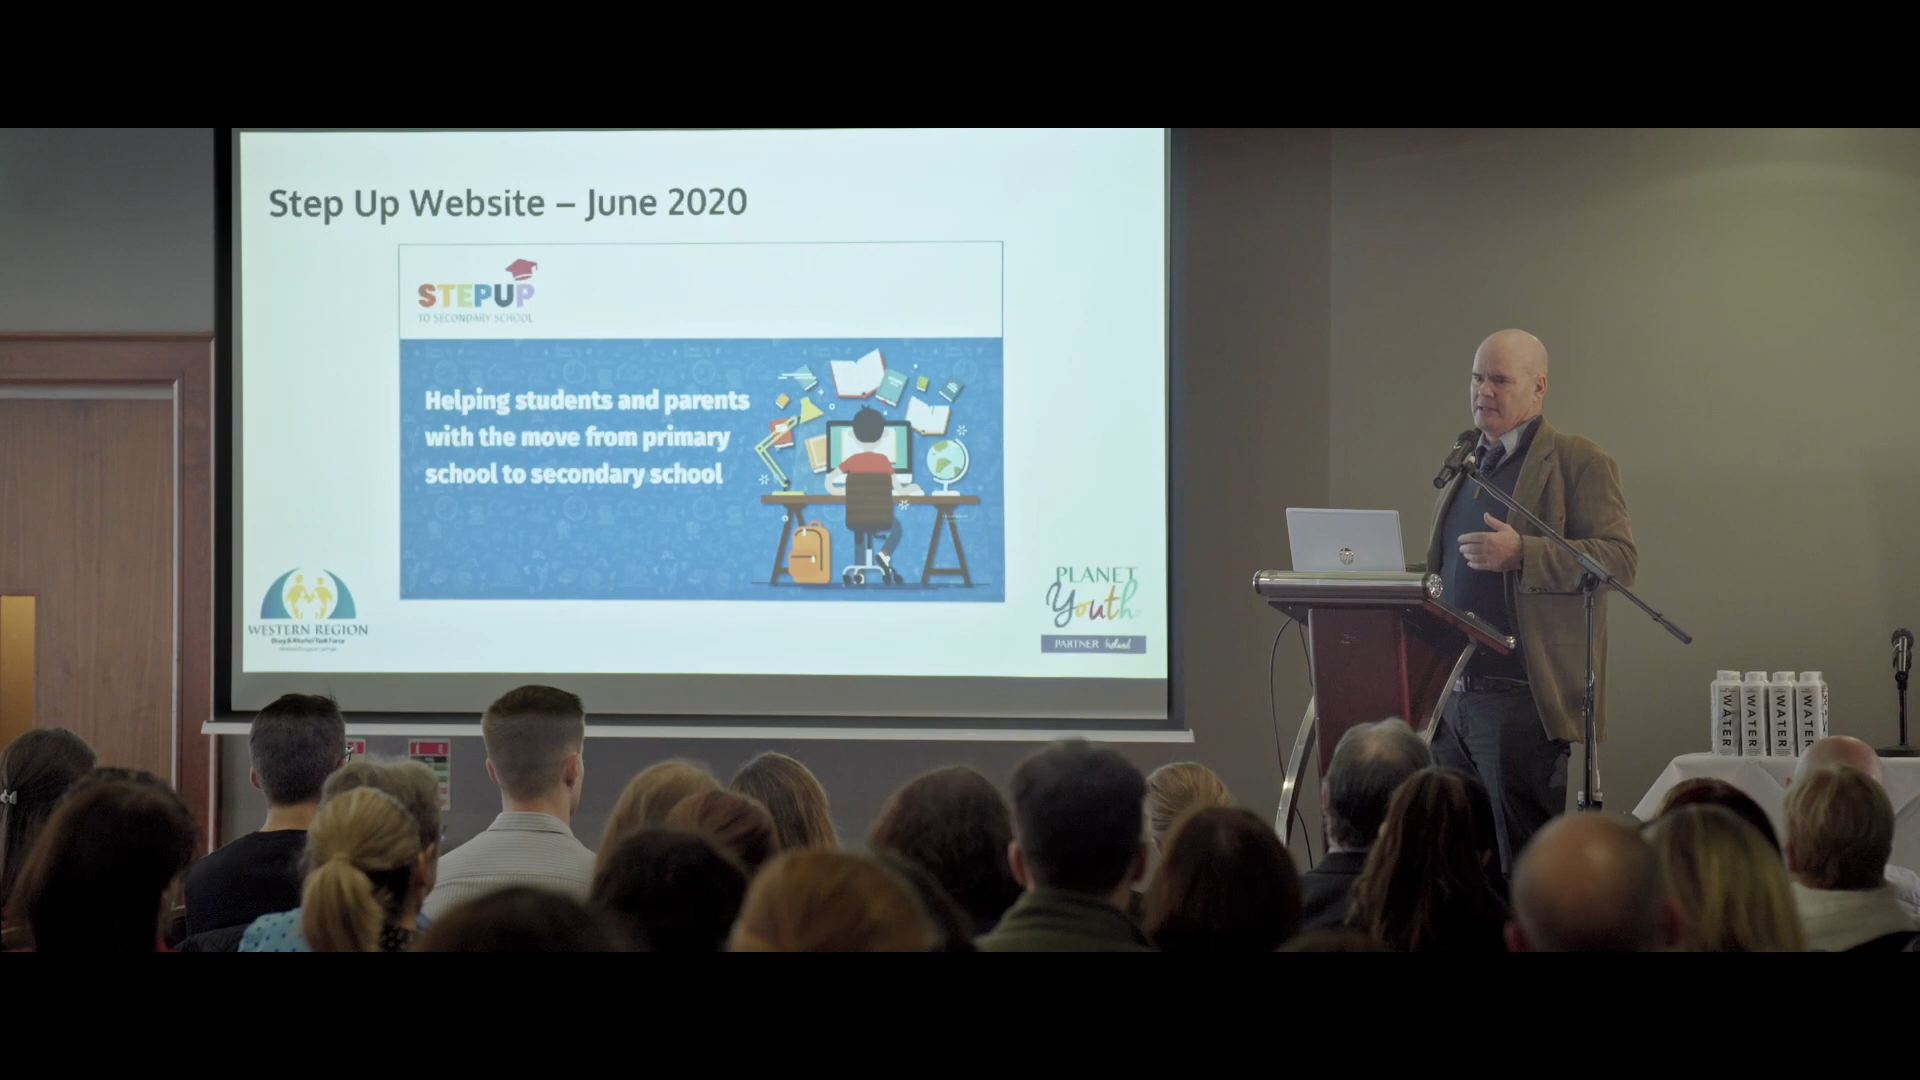 Step Up Website – June 2020
STEPUP
TO SECONDARY SCHOOL
Helping students and parents
with the move from primary
school to secondary school
WESTERN REGION
Drug & Alcohol Task Force
PLANET
Youth
PARTNER Ireland
WATER
WATER
WATER
WATER